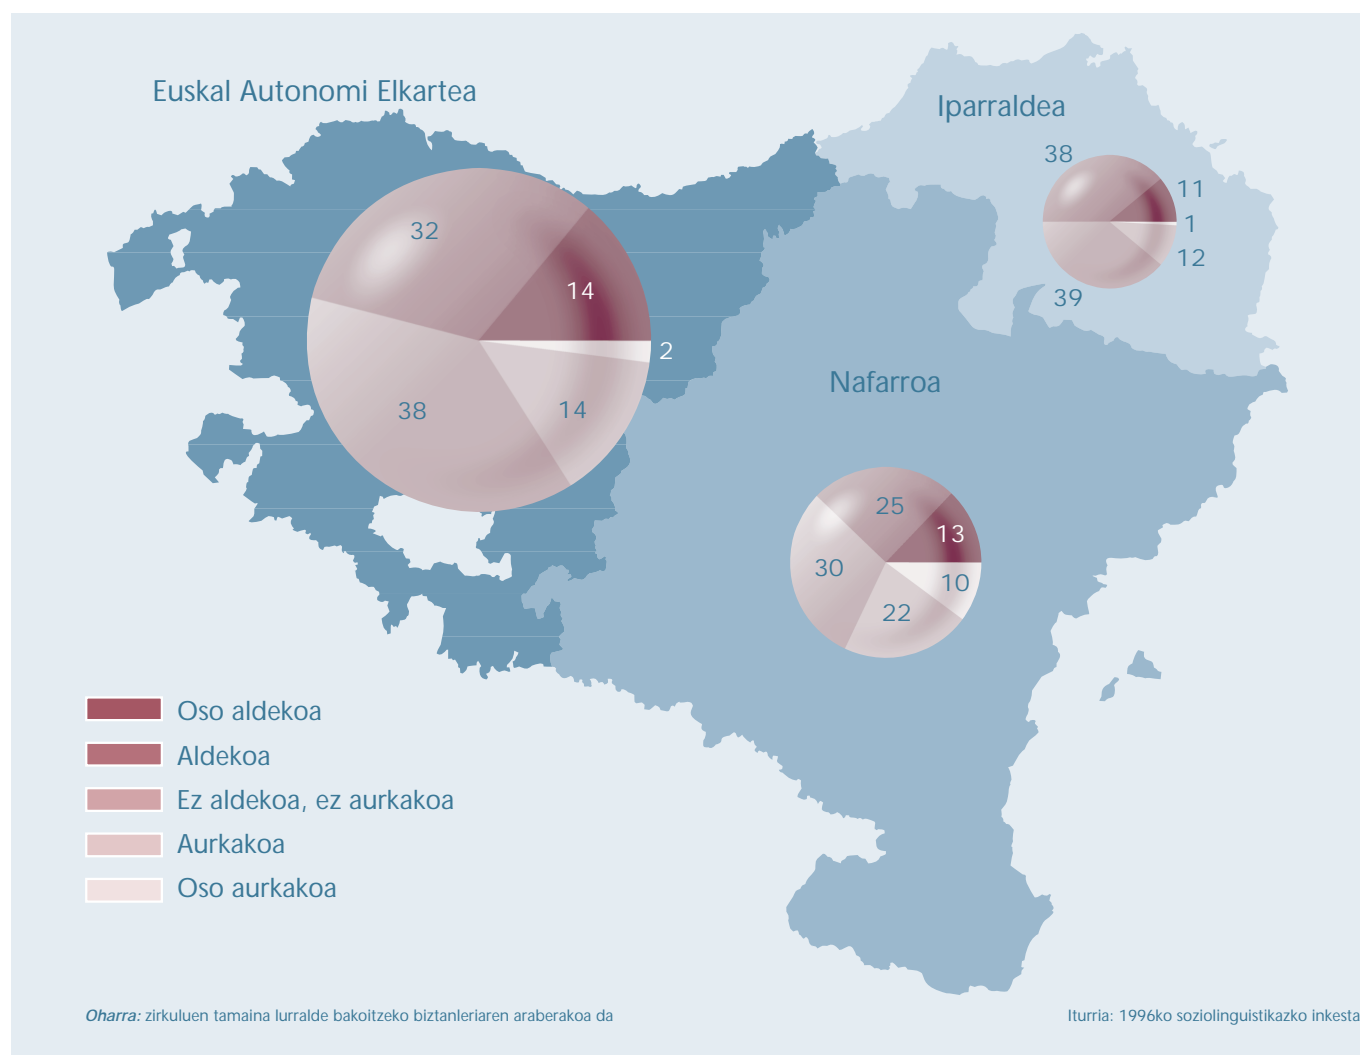 Euskal Autonomi Elkartea
32
14
2
14
38
Iparraldea
38
11
1
12
39
Nafarroa
25
13
10
22
30
Oso aldekoa
Aldekoa
Ez aldekoa, ez aurkakoa
Aurkakoa
Oso aurkakoa
Oharra: zirkuluen tamaina lurralde bakoitzeko biztanleriaren araberakoa da
Iturria: 1996ko soziolinguistikazko inkesta